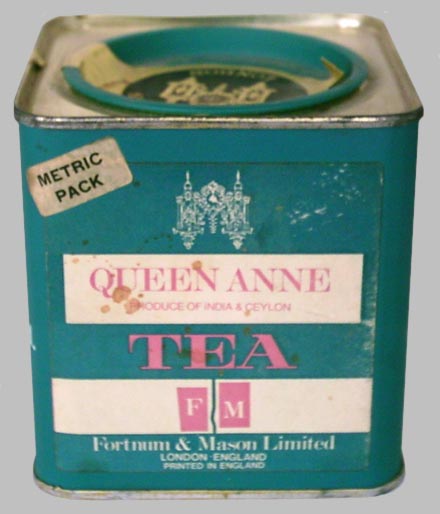 METRIC
PACK
QUEEN ANNE
PRODUCE OF INDIA & CEYLON
TEA
F M
Fortnum & Mason Limited
LONDON·ENGLAND
PRINTED IN ENGLAND